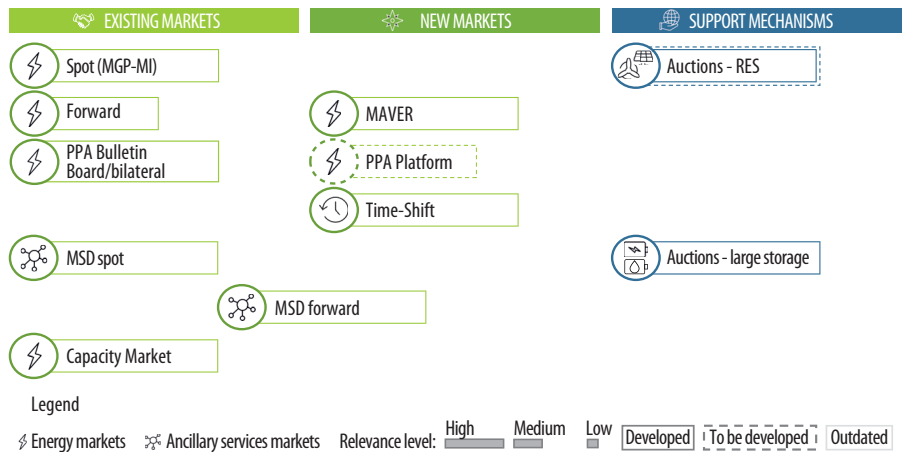 EXISTING MARKETS
NEW MARKETS
SUPPORT MECHANISMS
Spot (MGP-MI)
Auctions - RES
Forward
MAVER
PPA Bulletin
Board/bilateral
PPA Platform
Time-Shift
MSD spot
Auctions - large storage
MSD forward
Capacity Market
Legend
Energy markets
Ancillary services markets
Relevance level:
High
Medium
Low
Developed
To be developed
Outdated